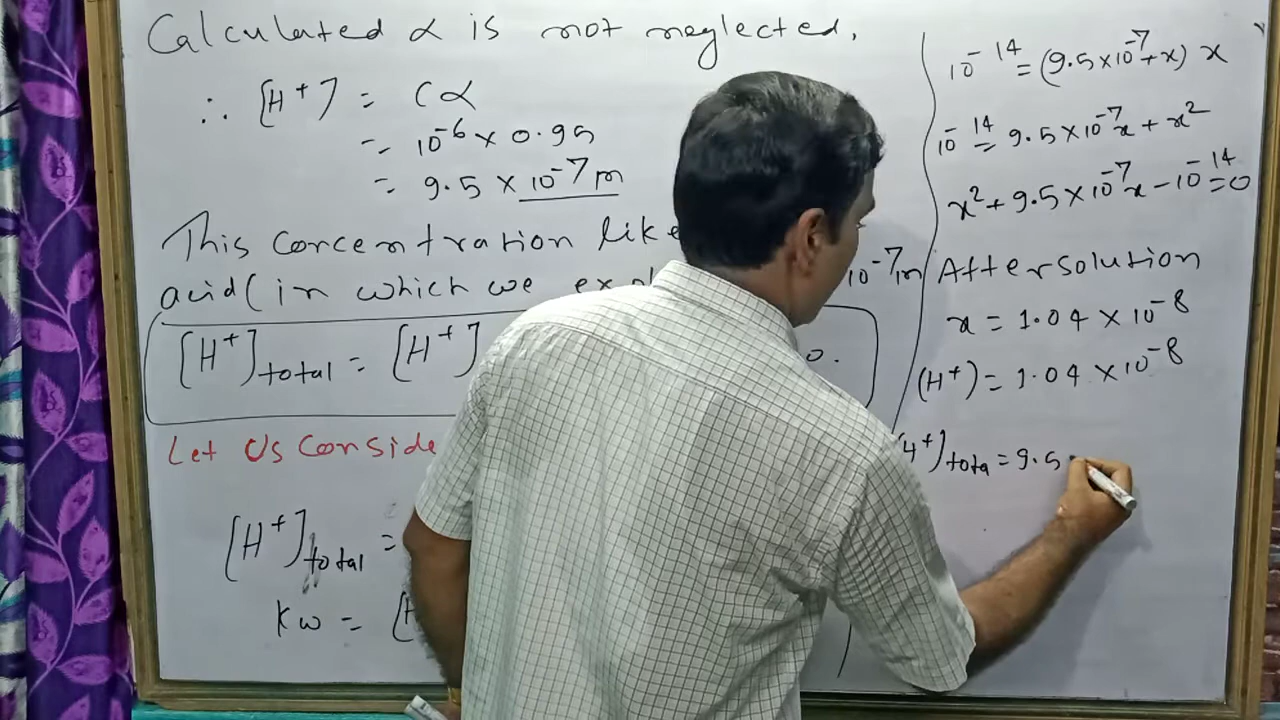 Calculated α is not neglected.
∴ [H⁺] = Cα
= 10⁻⁶ × 0.95
= 9.5 × 10⁻⁷ m
This concentration like
acid (in which we 10⁻⁷ m
[H⁺]total = [H⁺] 0.
Let Us Conside
[H⁺]total =
Kw =
10⁻¹⁴ = (9.5×10⁻⁷+x) x
10⁻¹⁴ = 9.5×10⁻⁷x + x²
x² + 9.5×10⁻⁷x − 10⁻¹⁴ = 0
After solution
x = 1.04 × 10⁻⁸
(H⁺) = 1.04 × 10⁻⁸
H⁺)tota = 9.5